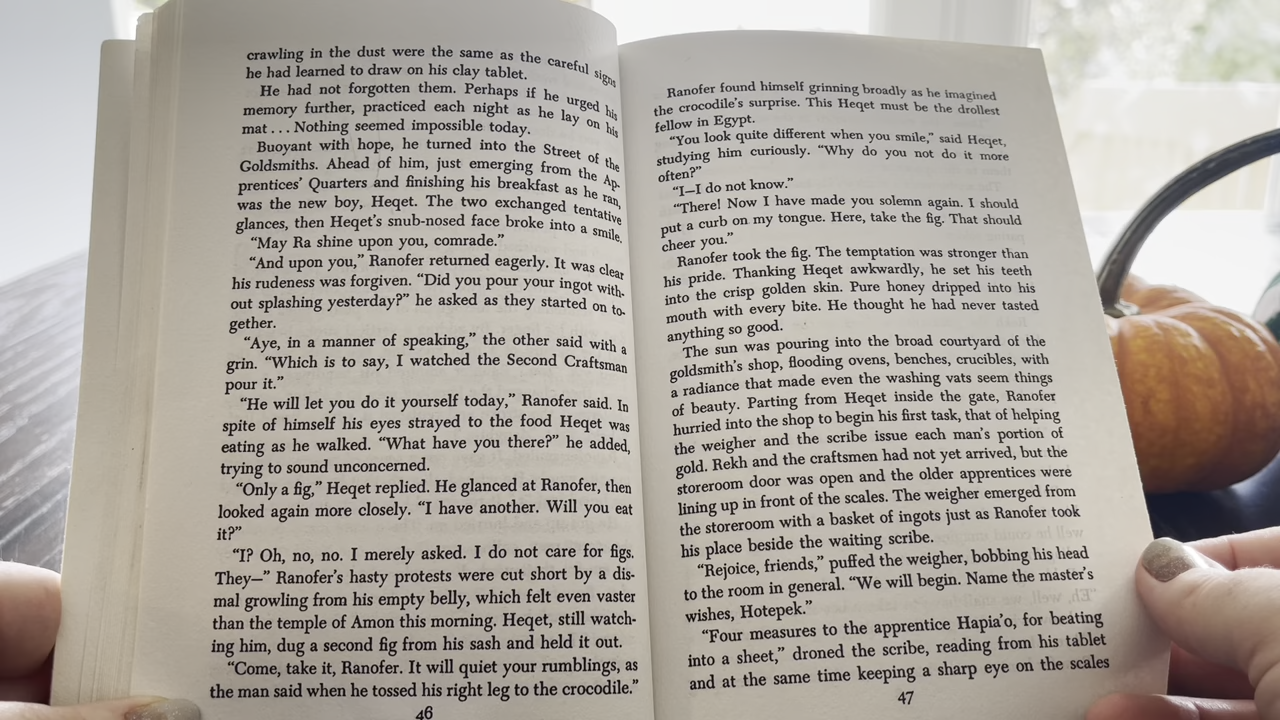 crawling in the dust were the same as the careful signs
he had learned to draw on his clay tablet.
He had not forgotten them. Perhaps if he urged his
memory further, practiced each night as he lay on his
mat . . . Nothing seemed impossible today.
Buoyant with hope, he turned into the Street of the
Goldsmiths. Ahead of him, just emerging from the Ap-
prentices' Quarters and finishing his breakfast as he ran,
was the new boy, Heqet. The two exchanged tentative
glances, then Heqet's snub-nosed face broke into a smile.
"May Ra shine upon you, comrade."
"And upon you," Ranofer returned eagerly. It was clear
his rudeness was forgiven. "Did you pour your ingot with-
out splashing yesterday?" he asked as they started on to-
gether.
"Aye, in a manner of speaking," the other said with a
grin. "Which is to say, I watched the Second Craftsman
pour it."
"He will let you do it yourself today," Ranofer said. In
spite of himself his eyes strayed to the food Heqet was
eating as he walked. "What have you there?" he added,
trying to sound unconcerned.
"Only a fig," Heqet replied. He glanced at Ranofer, then
looked again more closely. "I have another. Will you eat
it?"
"I? Oh, no, no. I merely asked. I do not care for figs.
They—" Ranofer's hasty protests were cut short by a dis-
mal growling from his empty belly, which felt even vaster
than the temple of Amon this morning. Heqet, still watch-
ing him, dug a second fig from his sash and held it out.
"Come, take it, Ranofer. It will quiet your rumblings, as
the man said when he tossed his right leg to the crocodile."
46
Ranofer found himself grinning broadly as he imagined
the crocodile's surprise. This Heqet must be the drollest
fellow in Egypt.
"You look quite different when you smile," said Heqet,
studying him curiously. "Why do you not do it more
often?"
"I—I do not know."
"There! Now I have made you solemn again. I should
put a curb on my tongue. Here, take the fig. That should
cheer you."
Ranofer took the fig. The temptation was stronger than
his pride. Thanking Heqet awkwardly, he set his teeth
into the crisp golden skin. Pure honey dripped into his
mouth with every bite. He thought he had never tasted
anything so good.
The sun was pouring into the broad courtyard of the
goldsmith's shop, flooding ovens, benches, crucibles, with
a radiance that made even the washing vats seem things
of beauty. Parting from Heqet inside the gate, Ranofer
hurried into the shop to begin his first task, that of helping
the weigher and the scribe issue each man's portion of
gold. Rekh and the craftsmen had not yet arrived, but the
storeroom door was open and the older apprentices were
lining up in front of the scales. The weigher emerged from
the storeroom with a basket of ingots just as Ranofer took
his place beside the waiting scribe.
"Rejoice, friends," puffed the weigher, bobbing his head
to the room in general. "We will begin. Name the master's
wishes, Hotepek."
"Four measures to the apprentice Hapia'o, for beating
into a sheet," droned the scribe, reading from his tablet
and at the same time keeping a sharp eye on the scales
47